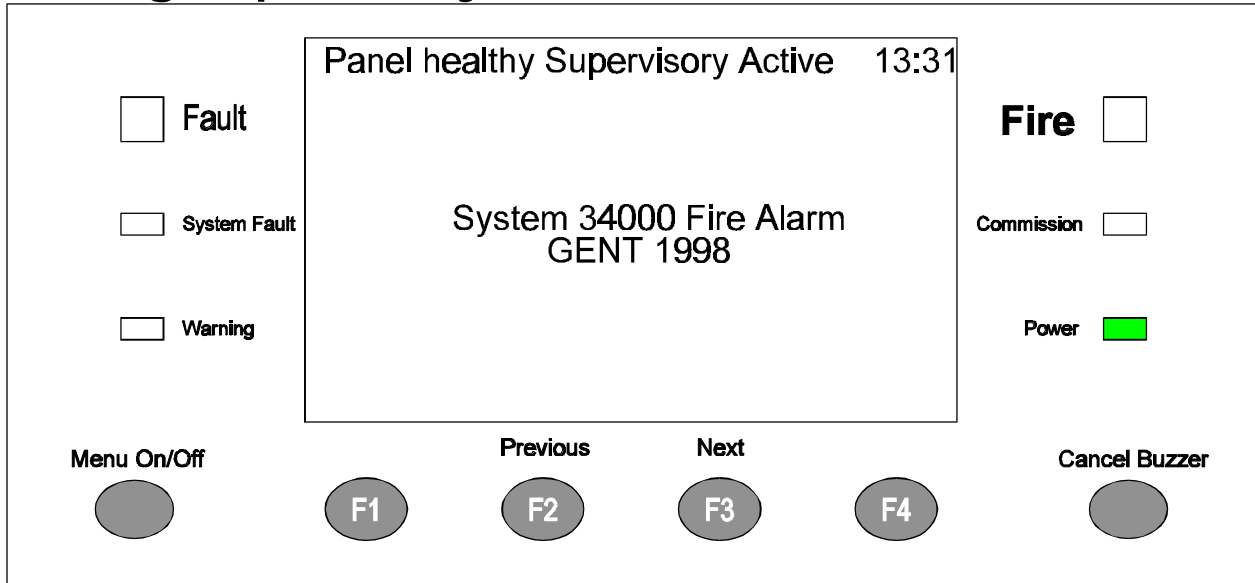 Panel healthy Supervisory Active 13:31
Fault
Fire
System Fault
System 34000 Fire Alarm
GENT 1998
Commission
Warning
Power
Menu On/Off
Previous
Next
Cancel Buzzer
F1
F2
F3
F4